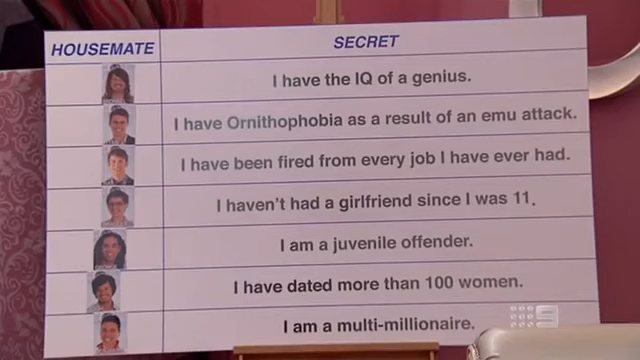 HOUSEMATE SECRET
I have the IQ of a genius.
I have Ornithophobia as a result of an emu attack.
I have been fired from every job I have ever had.
I haven't had a girlfriend since I was 11.
I am a juvenile offender.
I have dated more than 100 women.
I am a multi-millionaire.
9